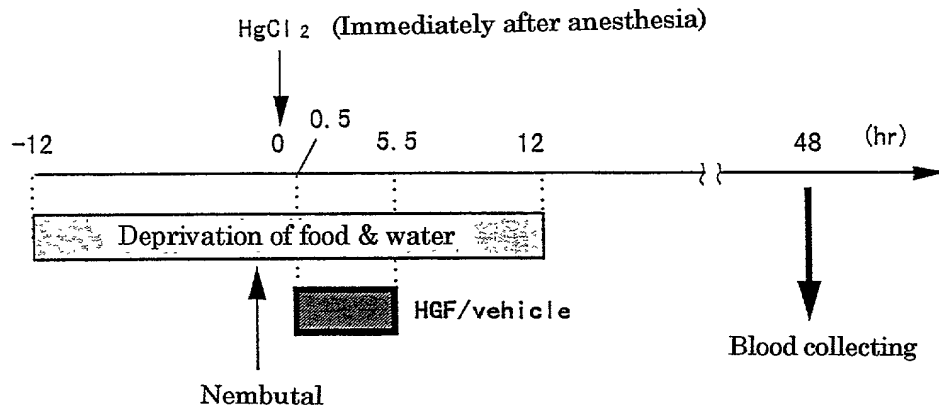 HgCl₂ (Immediately after anesthesia)
0.5
-12 0 5.5 12 48 (hr)
Deprivation of food & water
HGF/vehicle
Blood collecting
Nembutal